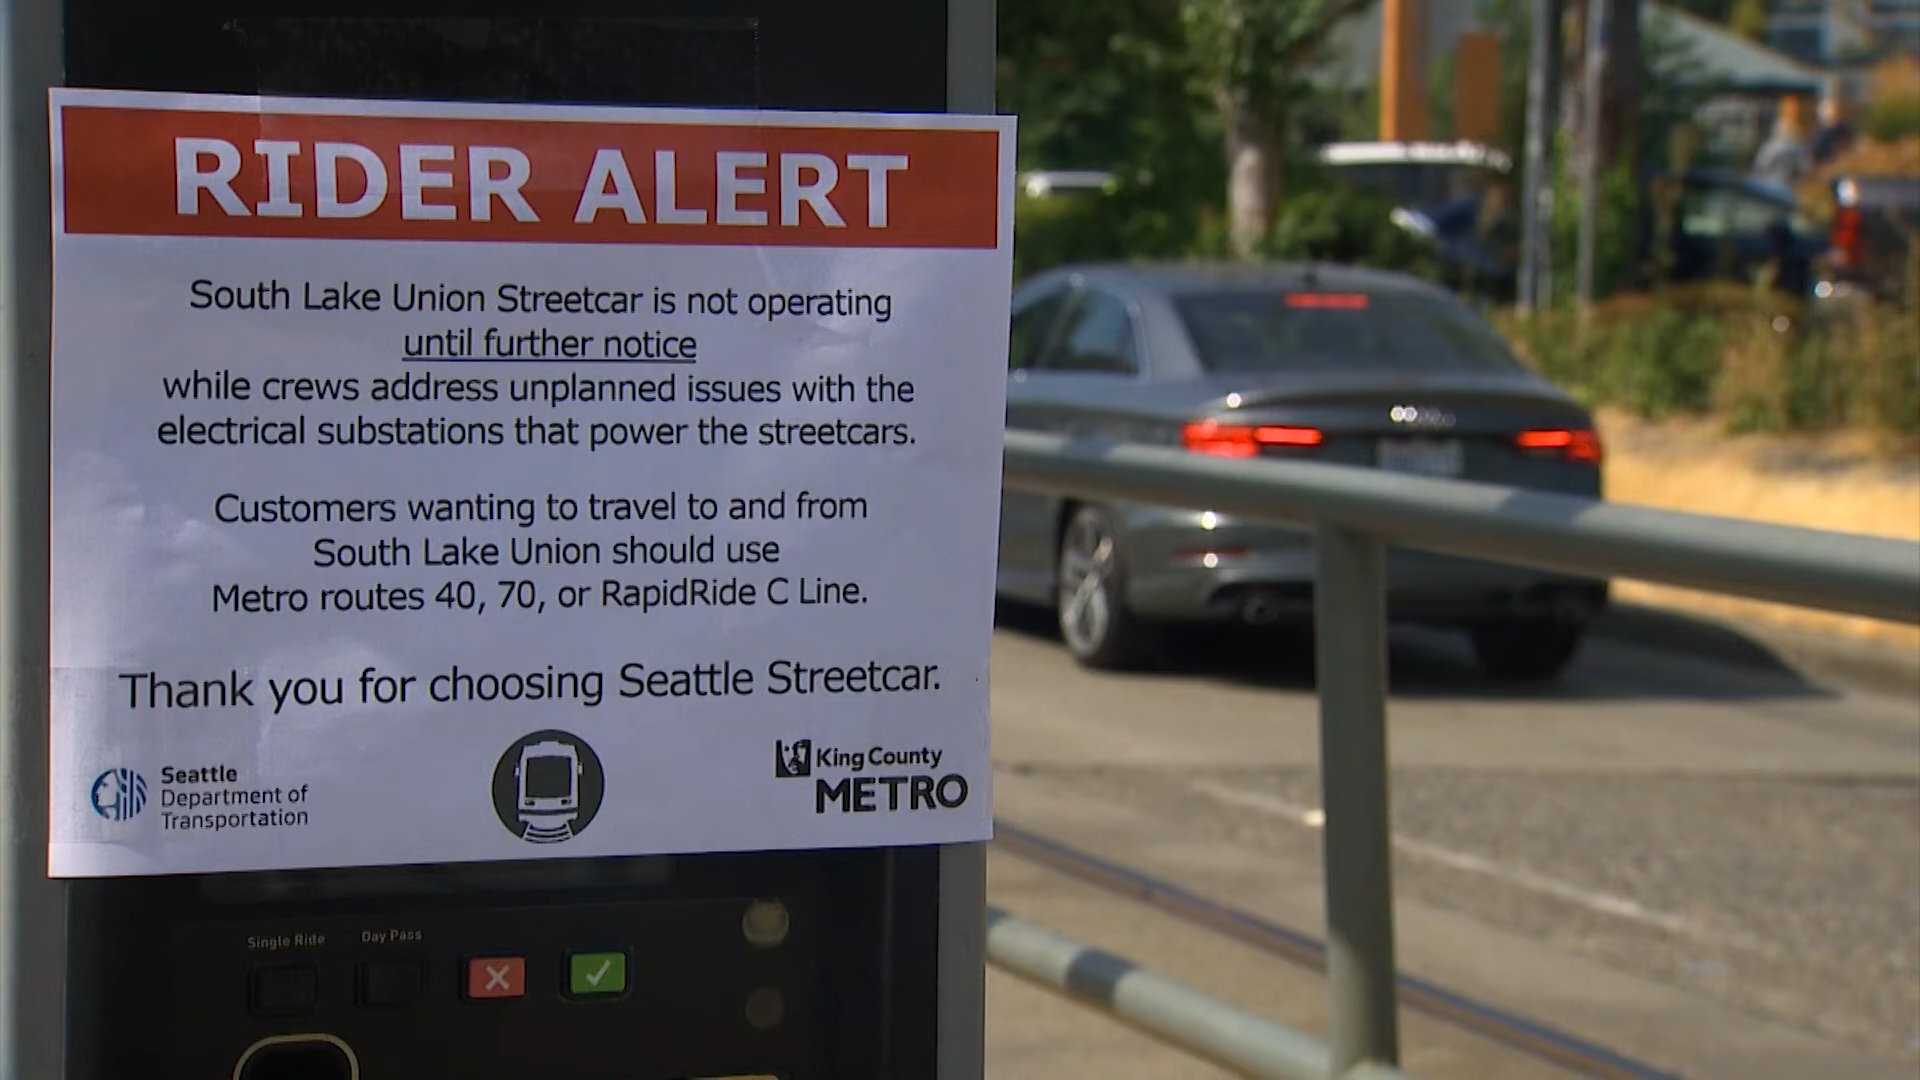 RIDER ALERT
South Lake Union Streetcar is not operating
until further notice
while crews address unplanned issues with the
electrical substations that power the streetcars.
Customers wanting to travel to and from
South Lake Union should use
Metro routes 40, 70, or RapidRide C Line.
Thank you for choosing Seattle Streetcar.
Seattle
Department of
Transportation
King County
METRO
Single Ride
Day Pass